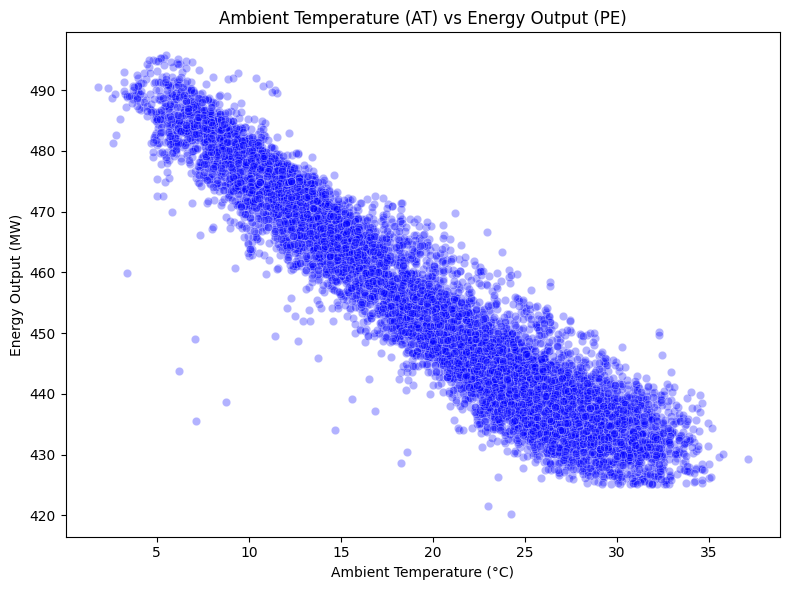 Ambient Temperature (AT) vs Energy Output (PE)
Energy Output (MW)
490
480
470
460
450
440
430
420
5 10 15 20 25 30 35
Ambient Temperature (°C)